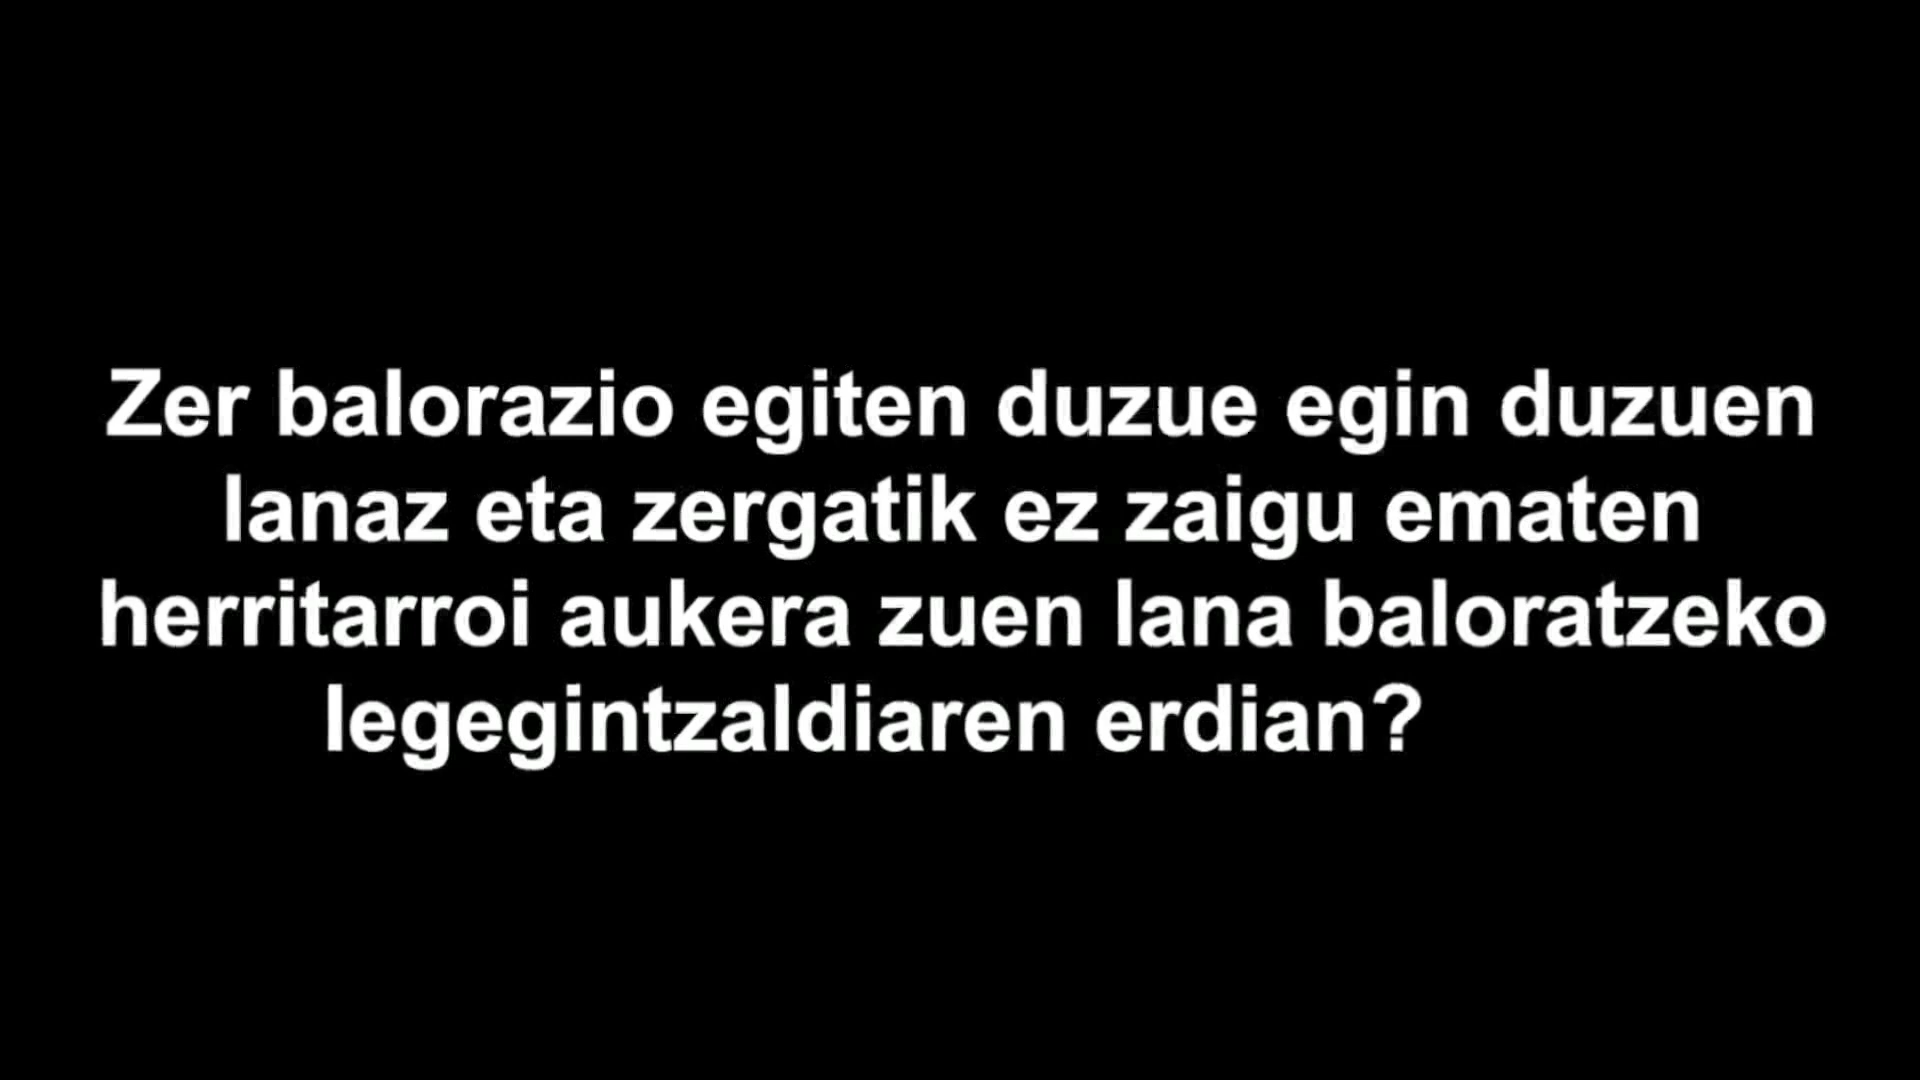 Zer balorazio egiten duzue egin duzuen
lanaz eta zergatik ez zaigu ematen
herritarroi aukera zuen lana baloratzeko
legegintzaldiaren erdian?